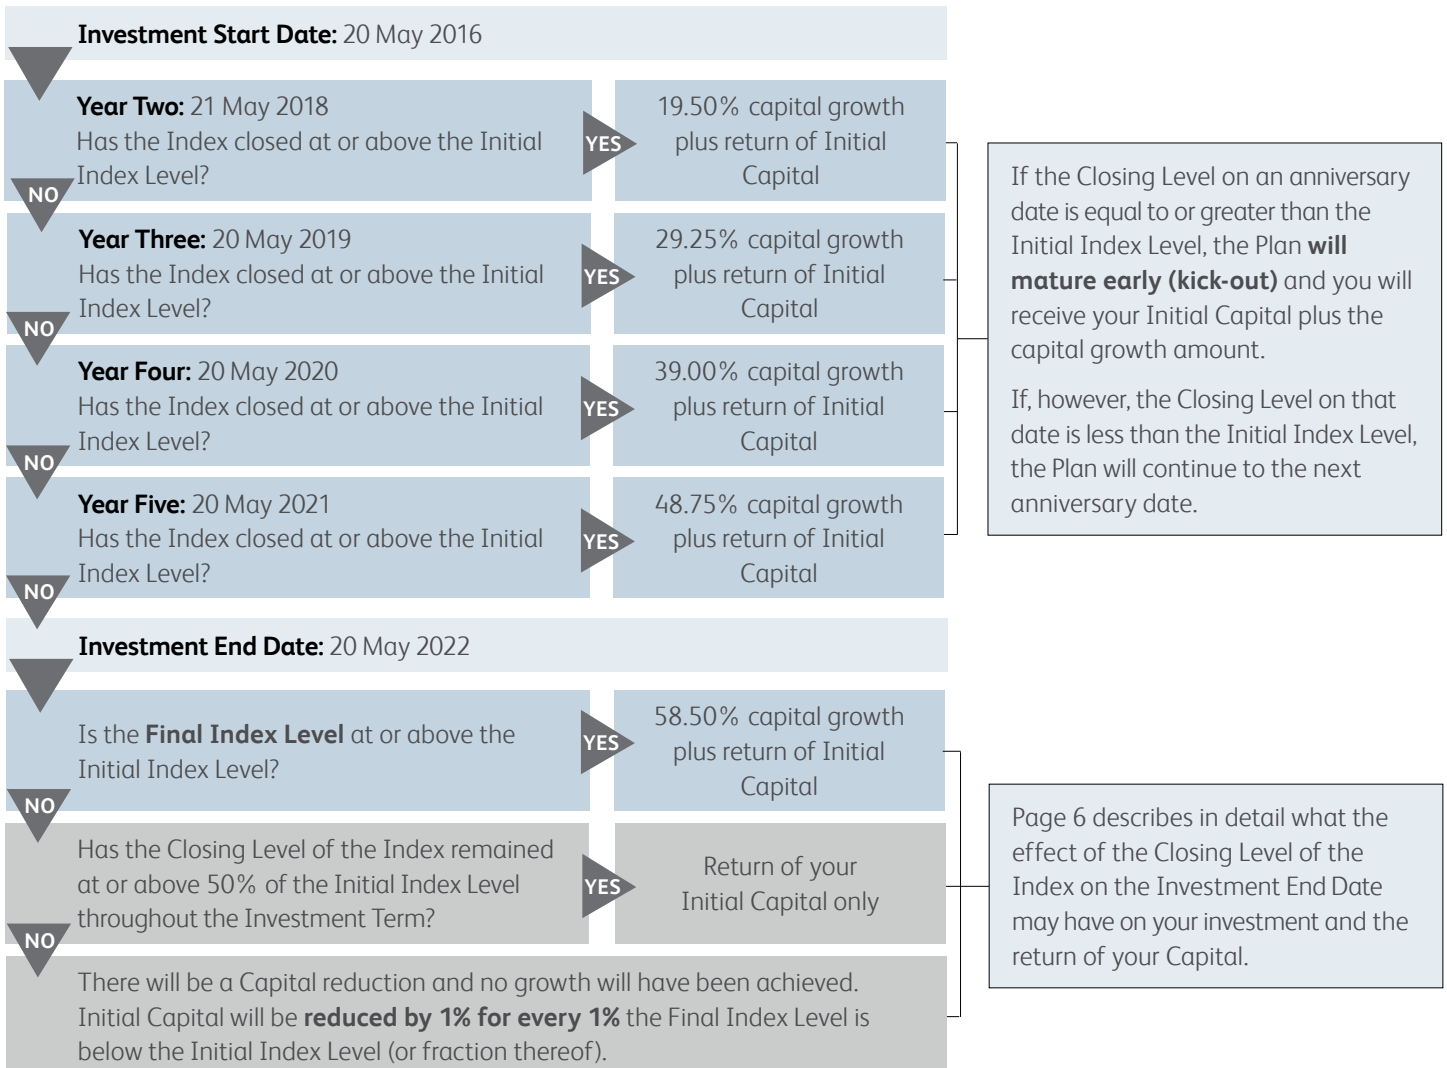 Investment Start Date: 20 May 2016
Year Two: 21 May 2018
Has the Index closed at or above the Initial
Index Level?
YES
19.50% capital growth
plus return of Initial
Capital
NO
Year Three: 20 May 2019
Has the Index closed at or above the Initial
Index Level?
YES
29.25% capital growth
plus return of Initial
Capital
NO
Year Four: 20 May 2020
Has the Index closed at or above the Initial
Index Level?
YES
39.00% capital growth
plus return of Initial
Capital
NO
Year Five: 20 May 2021
Has the Index closed at or above the Initial
Index Level?
YES
48.75% capital growth
plus return of Initial
Capital
NO
If the Closing Level on an anniversary
date is equal to or greater than the
Initial Index Level, the Plan will
mature early (kick-out) and you will
receive your Initial Capital plus the
capital growth amount.
If, however, the Closing Level on that
date is less than the Initial Index Level,
the Plan will continue to the next
anniversary date.
Investment End Date: 20 May 2022
Is the Final Index Level at or above the
Initial Index Level?
YES
58.50% capital growth
plus return of Initial
Capital
NO
Has the Closing Level of the Index remained
at or above 50% of the Initial Index Level
throughout the Investment Term?
YES
Return of your
Initial Capital only
NO
There will be a Capital reduction and no growth will have been achieved.
Initial Capital will be reduced by 1% for every 1% the Final Index Level is
below the Initial Index Level (or fraction thereof).
Page 6 describes in detail what the
effect of the Closing Level of the
Index on the Investment End Date
may have on your investment and the
return of your Capital.